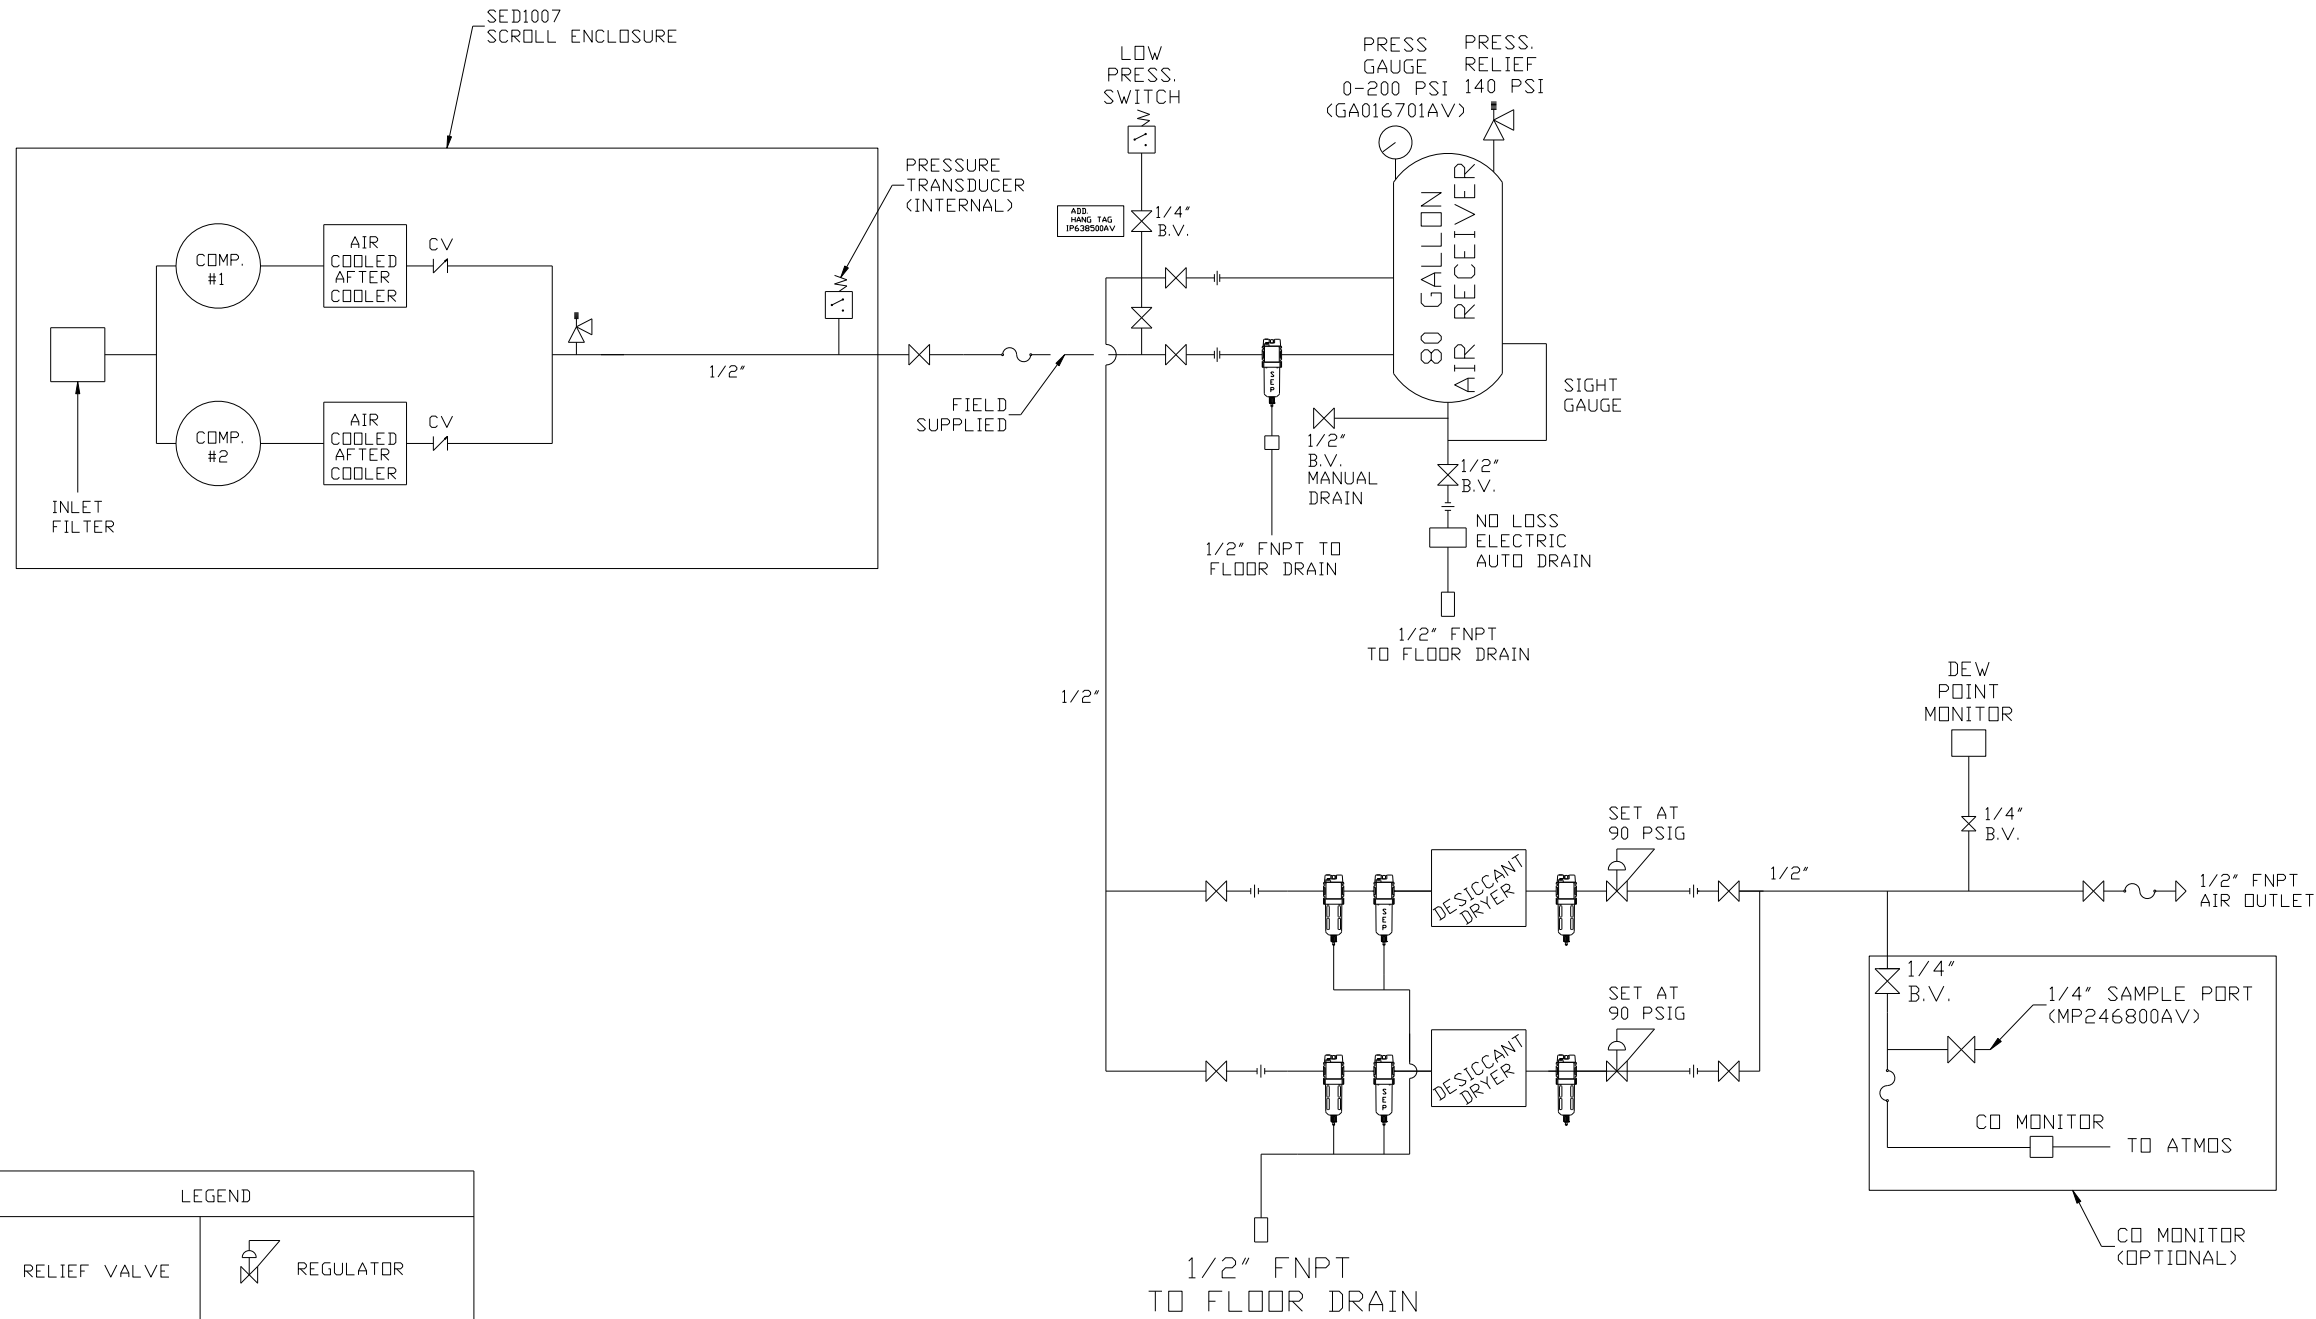 SED1007
SCROLL ENCLOSURE
LOW
PRESS.
SWITCH
PRESS
GAUGE
0-200 PSI
(GA016701AV)
PRESS.
RELIEF
140 PSI
PRESSURE
TRANSDUCER
(INTERNAL)
ADD.
HANG TAG
IP638500AV
1/4"
B.V.
80 GALLON
AIR RECEIVER
COMP.
#1
AIR
COOLED
AFTER
COOLER
CV
1/2"
COMP.
#2
AIR
COOLED
AFTER
COOLER
CV
INLET
FILTER
FIELD
SUPPLIED
SEP
SIGHT
GAUGE
1/2"
B.V.
MANUAL
DRAIN
1/2"
B.V.
NO LOSS
ELECTRIC
AUTO DRAIN
1/2" FNPT TO
FLOOR DRAIN
1/2" FNPT
TO FLOOR DRAIN
1/2"
DEW
POINT
MONITOR
1/4"
B.V.
SET AT
90 PSIG
DESICCANT
DRYER
SEP
1/2"
1/2" FNPT
AIR OUTLET
SET AT
90 PSIG
DESICCANT
DRYER
SEP
1/4"
B.V.
1/4" SAMPLE PORT
(MP246800AV)
CO MONITOR
TO ATMOS
CO MONITOR
(OPTIONAL)
1/2" FNPT
TO FLOOR DRAIN
LEGEND
RELIEF VALVE
REGULATOR